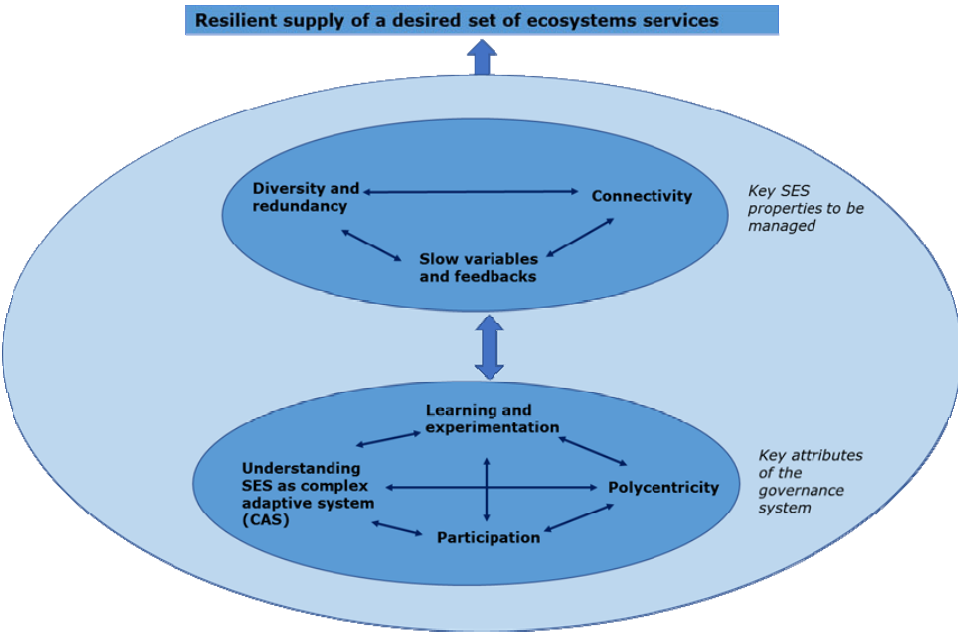 Resilient supply of a desired set of ecosystems services
Diversity and
redundancy
Connectivity
Slow variables
and feedbacks
Key SES
properties to be
managed
Learning and
experimentation
Understanding
SES as complex
adaptive system
(CAS)
Polycentricity
Participation
Key attributes
of the
governance
system